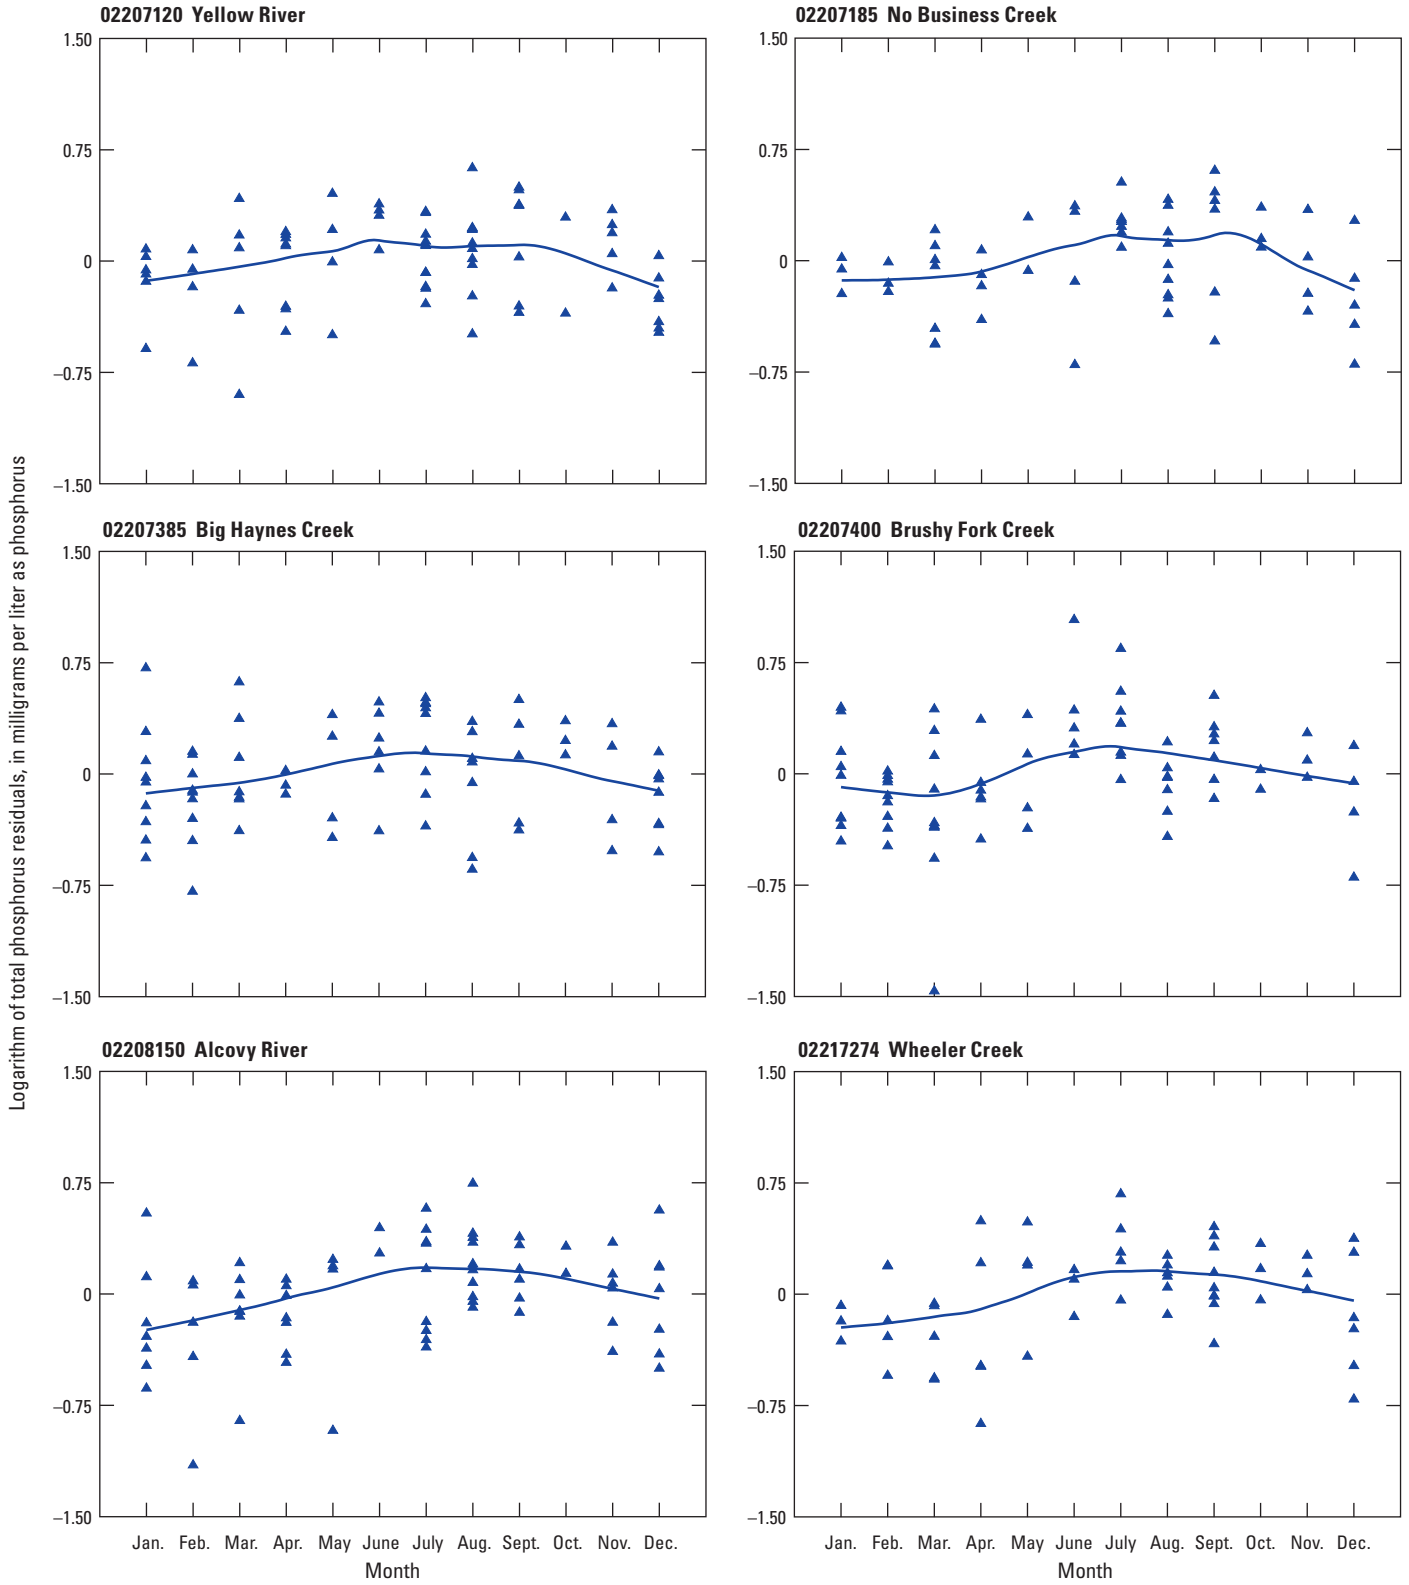 02207120 Yellow River
1.50
0.75
0
–0.75
–1.50
02207185 No Business Creek
1.50
0.75
0
–0.75
–1.50
Logarithm of total phosphorus residuals, in milligrams per liter as phosphorus
02207385 Big Haynes Creek
1.50
0.75
0
–0.75
–1.50
02207400 Brushy Fork Creek
1.50
0.75
0
–0.75
–1.50
02208150 Alcovy River
1.50
0.75
0
–0.75
–1.50
Jan. Feb. Mar. Apr. May June July Aug. Sept. Oct. Nov. Dec.
Month
02217274 Wheeler Creek
1.50
0.75
0
–0.75
–1.50
Jan. Feb. Mar. Apr. May June July Aug. Sept. Oct. Nov. Dec.
Month